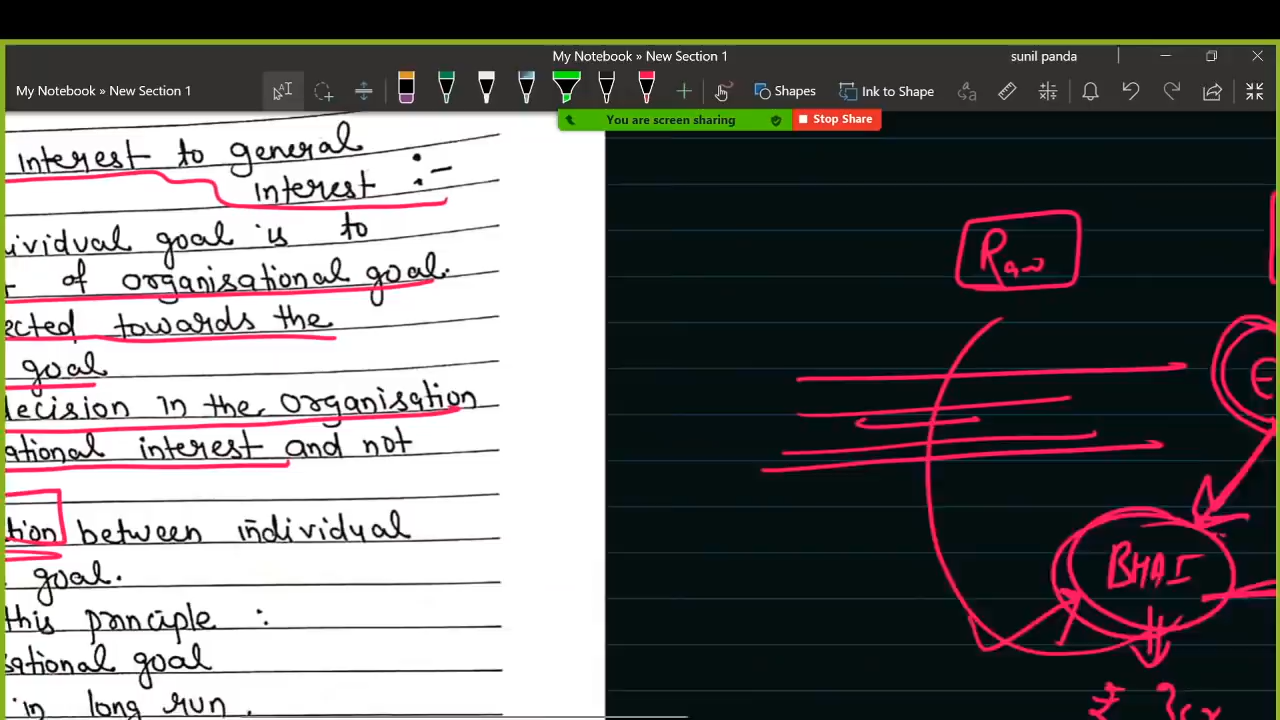 My Notebook » New Section 1
sunil panda
My Notebook » New Section 1
Shapes
Ink to Shape
You are screen sharing
Stop Share
interest to general
interest :-
ividual goal is to
of organisational goal.
ected towards the
goal
decision in the organisation
ational interest and not
tion between individual
goal.
this principle :
sational goal
in long run.
Ram
E
BHAI
₹